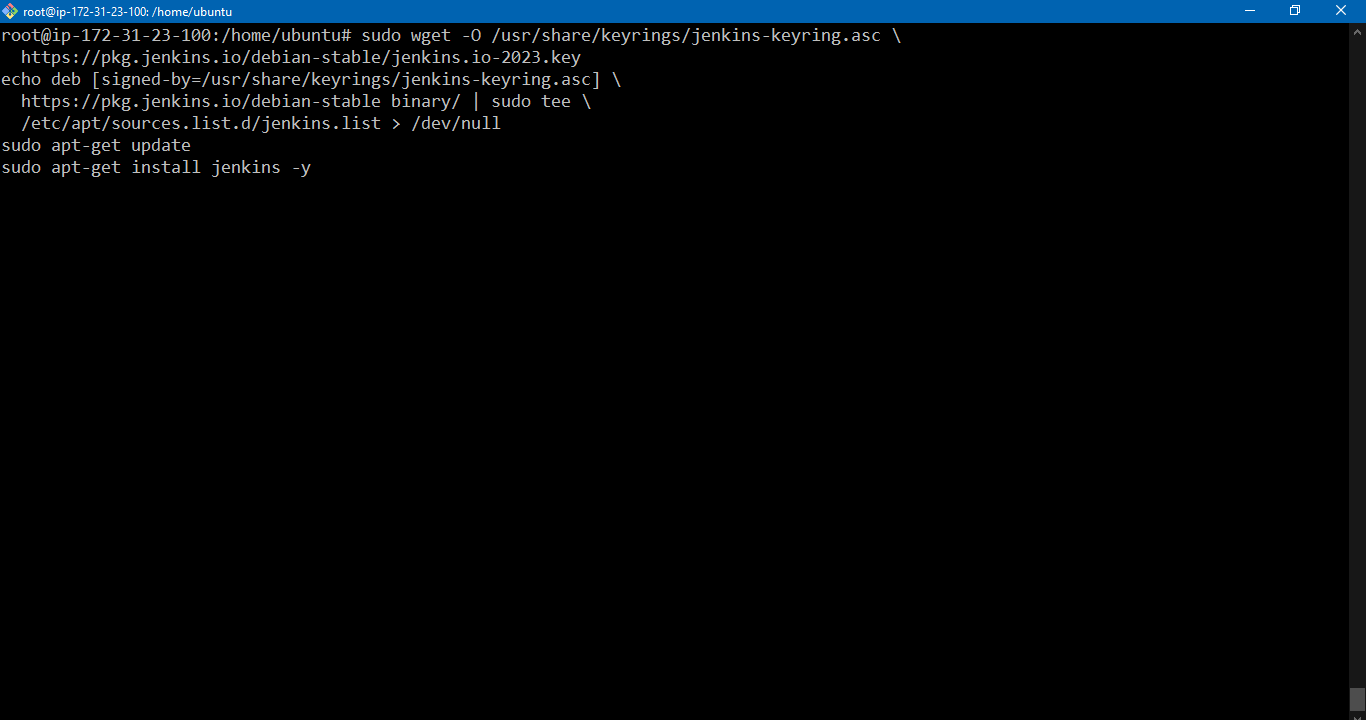 root@ip-172-31-23-100: /home/ubuntu
root@ip-172-31-23-100:/home/ubuntu# sudo wget -O /usr/share/keyrings/jenkins-keyring.asc \
  https://pkg.jenkins.io/debian-stable/jenkins.io-2023.key
echo deb [signed-by=/usr/share/keyrings/jenkins-keyring.asc] \
  https://pkg.jenkins.io/debian-stable binary/ | sudo tee \
  /etc/apt/sources.list.d/jenkins.list > /dev/null
sudo apt-get update
sudo apt-get install jenkins -y